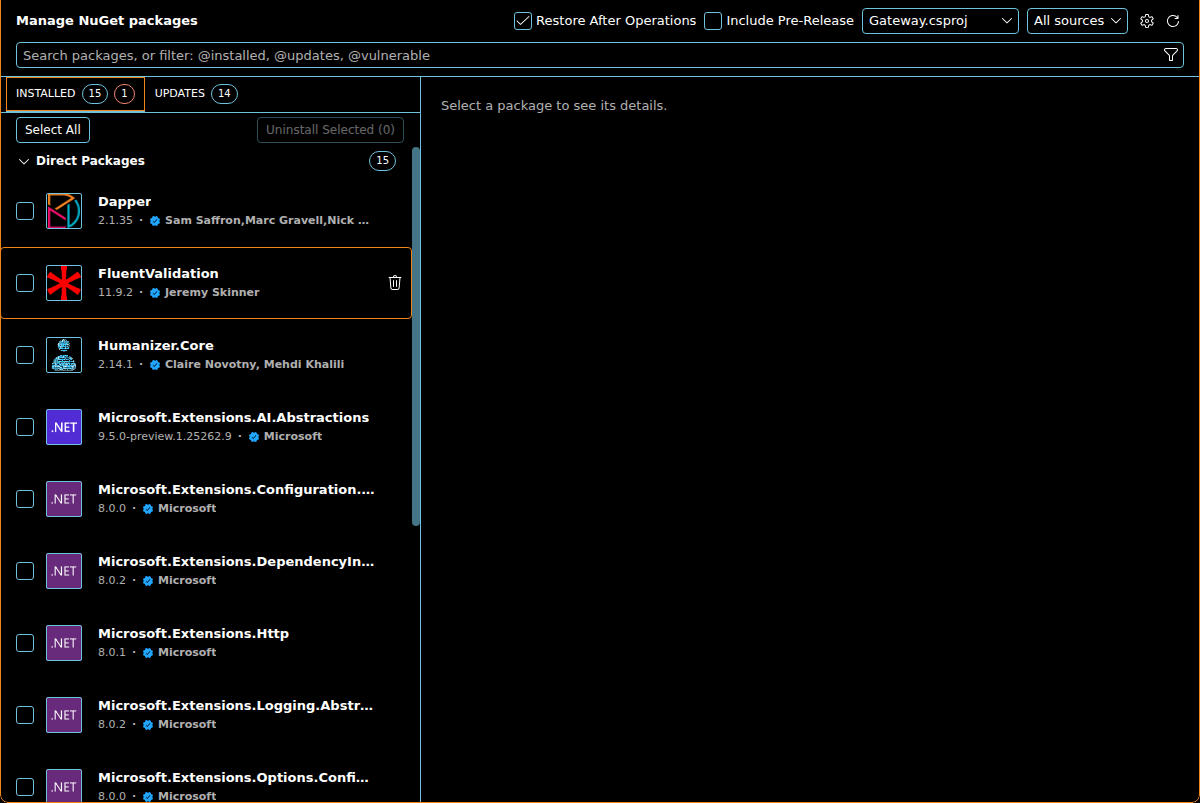 Manage NuGet packages
Restore After Operations
Include Pre-Release
Gateway.csproj
All sources
Search packages, or filter: @installed, @updates, @vulnerable
INSTALLED 15 1
UPDATES 14
Select a package to see its details.
Select All
Uninstall Selected (0)
Direct Packages 15
Dapper
2.1.35 · Sam Saffron,Marc Gravell,Nick ...
FluentValidation
11.9.2 · Jeremy Skinner
Humanizer.Core
2.14.1 · Claire Novotny, Mehdi Khalili
.NET
Microsoft.Extensions.AI.Abstractions
9.5.0-preview.1.25262.9 · Microsoft
.NET
Microsoft.Extensions.Configuration....
8.0.0 · Microsoft
.NET
Microsoft.Extensions.DependencyIn...
8.0.2 · Microsoft
.NET
Microsoft.Extensions.Http
8.0.1 · Microsoft
.NET
Microsoft.Extensions.Logging.Abstr...
8.0.2 · Microsoft
.NET
Microsoft.Extensions.Options.Confi...
8.0.0 · Microsoft